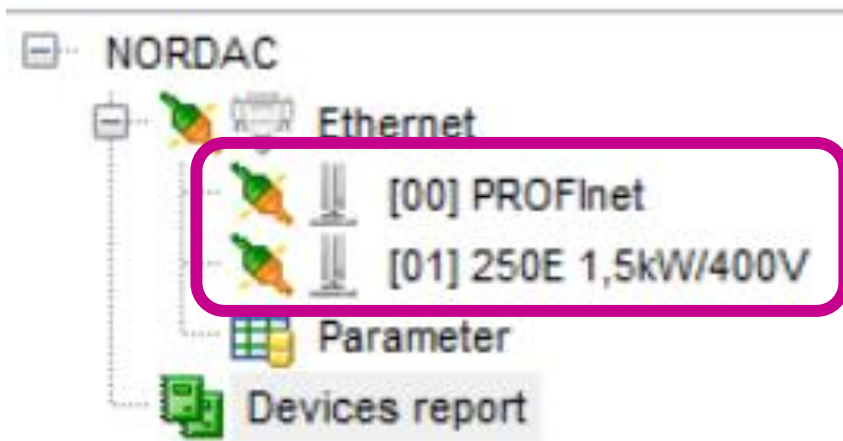 NORDAC
Ethernet
[00] PROFInet
[01] 250E 1,5kW/400V
Parameter
Devices report